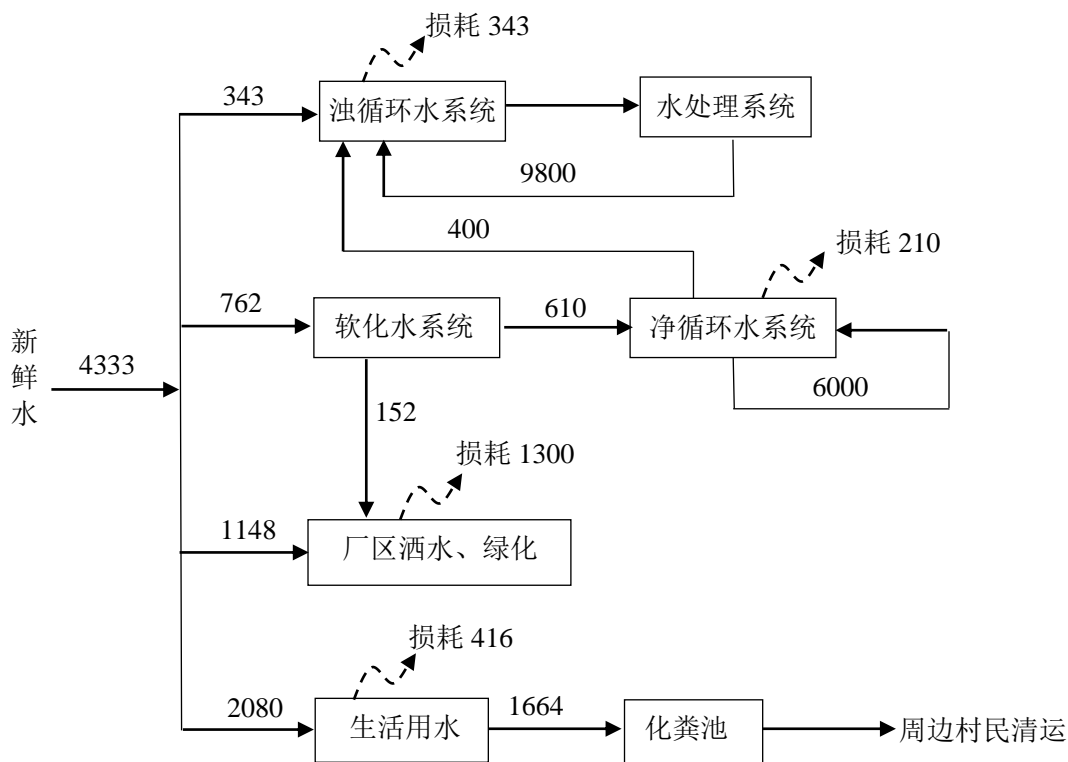 损耗 343
343
浊循环水系统
水处理系统
9800
400
损耗 210
762
软化水系统
610
净循环水系统
新
鲜
水
4333
6000
152
损耗 1300
1148
厂区洒水、绿化
损耗 416
2080
生活用水
1664
化粪池
周边村民清运